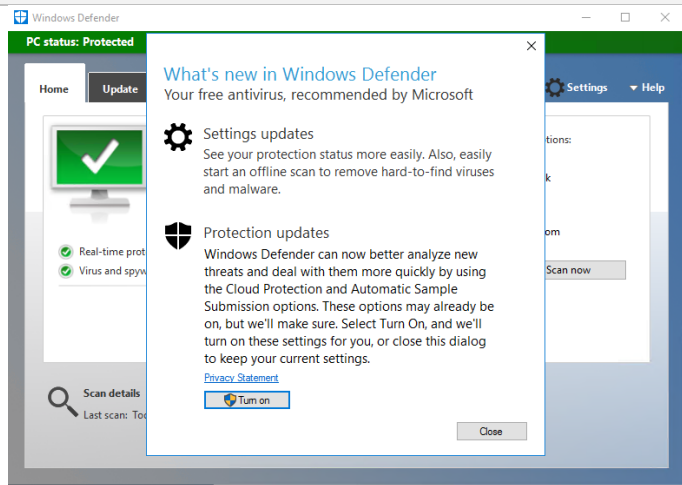 Windows Defender
PC status: Protected
Home
Update
Settings
Help
What's new in Windows Defender
Your free antivirus, recommended by Microsoft
Settings updates
See your protection status more easily. Also, easily
start an offline scan to remove hard-to-find viruses
and malware.
Protection updates
Windows Defender can now better analyze new
threats and deal with them more quickly by using
the Cloud Protection and Automatic Sample
Submission options. These options may already be
on, but we'll make sure. Select Turn On, and we'll
turn on these settings for you, or close this dialog
to keep your current settings.
Privacy Statement
Turn on
Close
tions:
k
om
Scan now
Real-time prot
Virus and spyw
Scan details
Last scan: Too